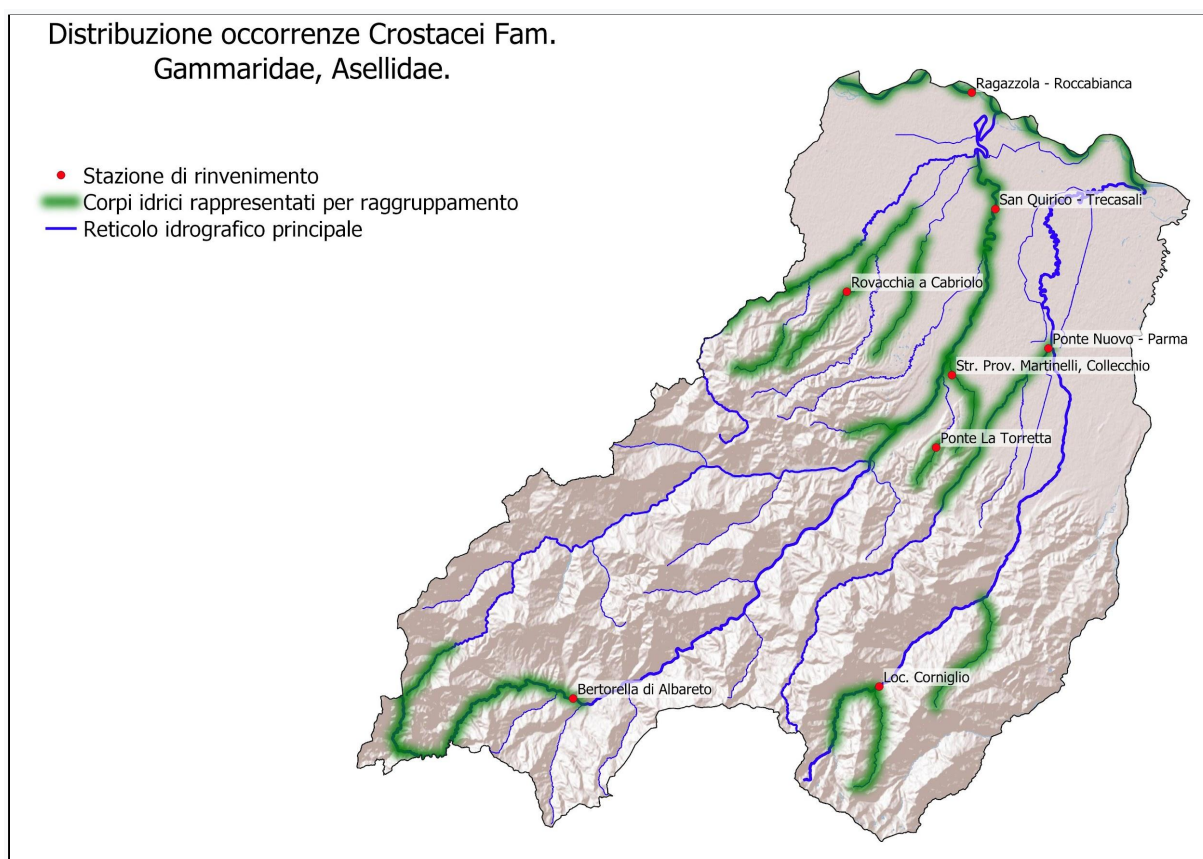 Distribuzione occorrenze Crostacei Fam.
Gammaridae, Asellidae.
Stazione di rinvenimento
Corpi idrici rappresentati per raggruppamento
Reticolo idrografico principale
Ragazzola - Roccabianca
San Quirico - Trecasali
Rovacchia a Cabriolo
Ponte Nuovo - Parma
Str. Prov. Martinelli, Collecchio
Ponte La Torretta
Loc. Corniglio
Bertorella di Albareto